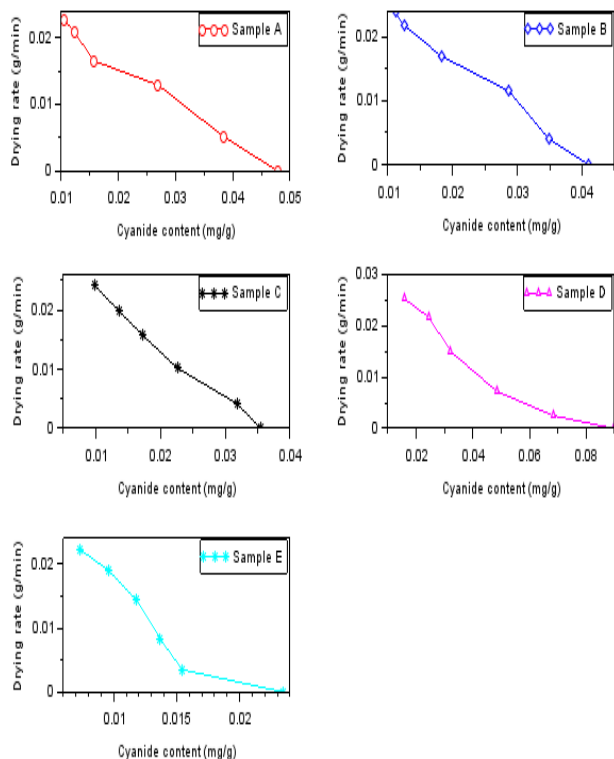 Sample A
Drying rate (g/min)
0.02
0.01
0
0.01 0.02 0.03 0.04 0.05
Cyanide content (mg/g)
Sample B
Drying rate (g/min)
0.02
0.01
0
0.01 0.02 0.03 0.04
Cyanide content (mg/g)
Sample C
Drying rate (g/min)
0.02
0.01
0
0.01 0.02 0.03 0.04
Cyanide content (mg/g)
Sample D
Drying rate (g/min)
0.03
0.02
0.01
0
0.02 0.04 0.06 0.08
Cyanide content (mg/g)
Sample E
Drying rate (g/min)
0.02
0.01
0
0.01 0.015 0.02
Cyanide content (mg/g)